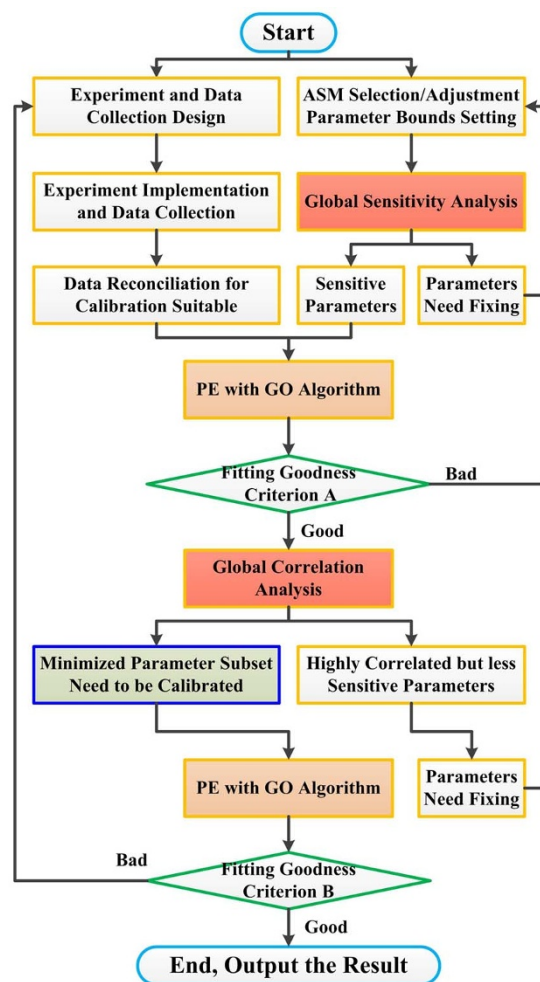 Start
Experiment and Data
Collection Design
ASM Selection/Adjustment
Parameter Bounds Setting
Experiment Implementation
and Data Collection
Global Sensitivity Analysis
Data Reconciliation for
Calibration Suitable
Sensitive
Parameters
Parameters
Need Fixing
PE with GO Algorithm
Fitting Goodness
Criterion A
Bad
Good
Global Correlation
Analysis
Minimized Parameter Subset
Need to be Calibrated
Highly Correlated but less
Sensitive Parameters
PE with GO Algorithm
Parameters
Need Fixing
Bad
Fitting Goodness
Criterion B
Good
End, Output the Result